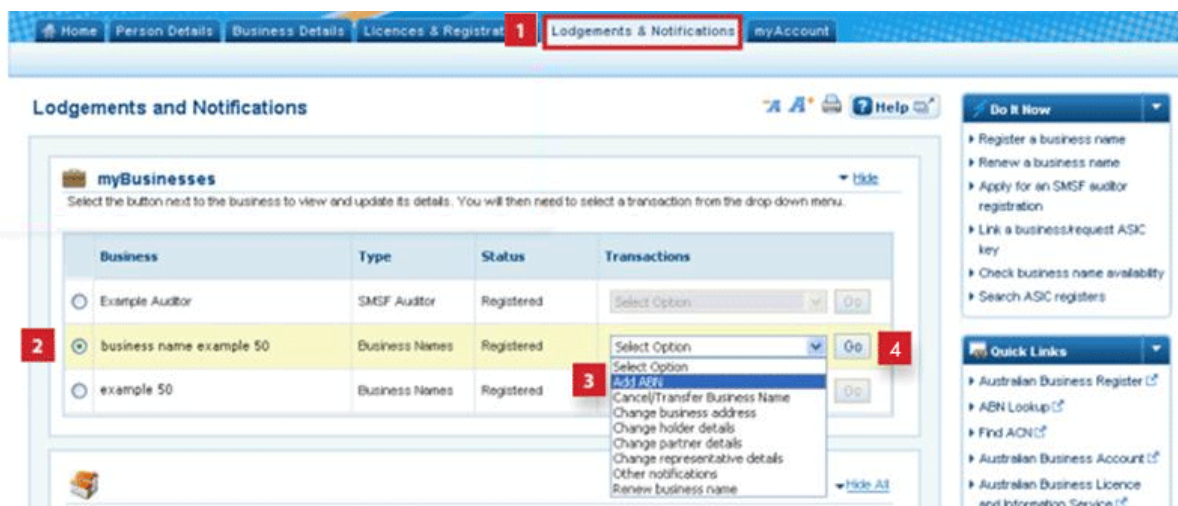 Home Person Details Business Details Licences & Registrat 1 Lodgements & Notifications myAccount
Lodgements and Notifications
A A+ Help
myBusinesses
Hide
Select the button next to the business to view and update its details. You will then need to select a transaction from the drop down menu.
Business Type Status Transactions
Example Auditor SMSF Auditor Registered Select Option Go
2 business name example 50 Business Names Registered Select Option Go 4
Select Option
3 Add ABN
Cancel/Transfer Business Name
Change business address
Change holder details
Change partner details
Change representative details
Other notifications
Renew business name
example 50 Business Names Registered Go
Hide All
Do It Now
Register a business name
Renew a business name
Apply for an SMSF auditor
registration
Link a business/request ASIC
key
Check business name availability
Search ASIC registers
Quick Links
Australian Business Register
ABN Lookup
Find ACN
Australian Business Account
Australian Business Licence
and Information Service